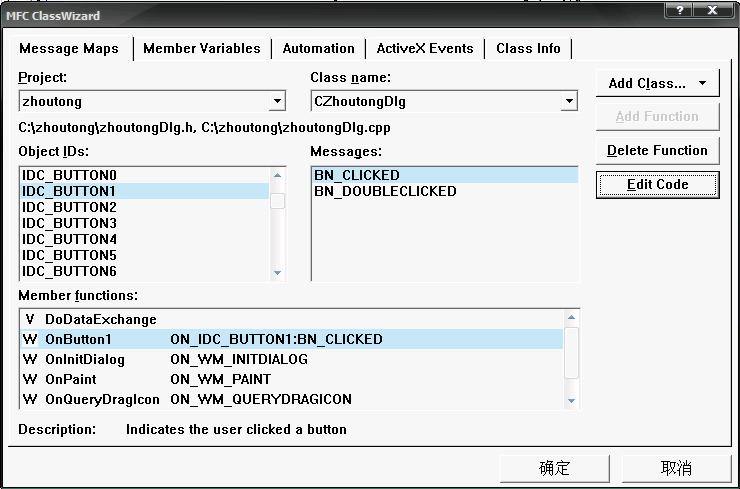 MFC ClassWizard
Message Maps Member Variables Automation ActiveX Events Class Info
Project: Class name:
zhoutong CZhoutongDlg
Add Class...
C:\zhoutong\zhoutongDlg.h, C:\zhoutong\zhoutongDlg.cpp
Add Function
Object IDs: Messages:
Delete Function
IDC_BUTTON0 BN_CLICKED
IDC_BUTTON1 BN_DOUBLECLICKED
Edit Code
IDC_BUTTON2
IDC_BUTTON3
IDC_BUTTON4
IDC_BUTTON5
IDC_BUTTON6
Member functions:
V DoDataExchange
W OnButton1 ON_IDC_BUTTON1:BN_CLICKED
W OnInitDialog ON_WM_INITDIALOG
W OnPaint ON_WM_PAINT
W OnQueryDragIcon ON_WM_QUERYDRAGICON
Description: Indicates the user clicked a button
确定 取消